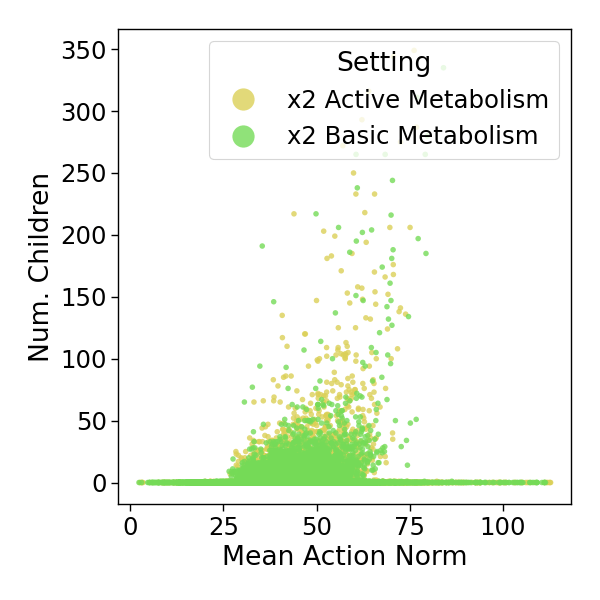 350
300
250
200
150
100
50
0
Num. Children
Setting
x2 Active Metabolism
x2 Basic Metabolism
0 25 50 75 100
Mean Action Norm